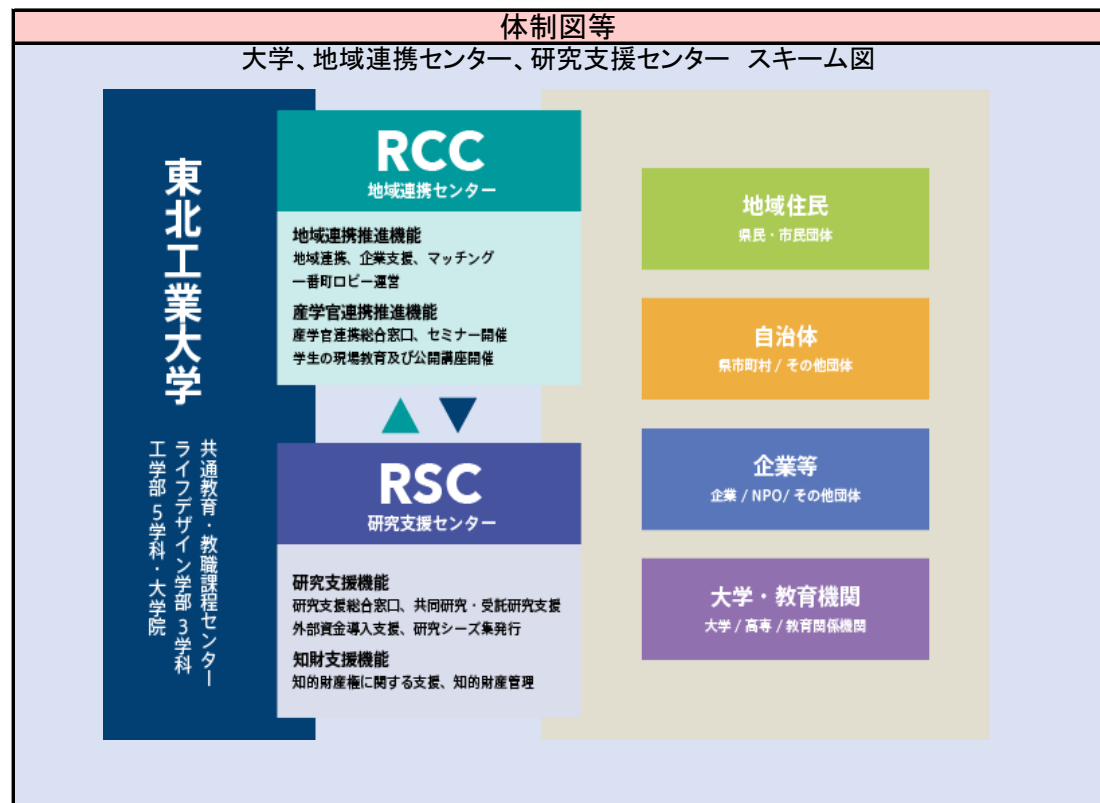 体制図等
大学、地域連携センター、研究支援センター　スキーム図
東北工業大学
共通教育・教職課程センター
ライフデザイン学部 3学科
工学部 5学科・大学院
RCC
地域連携センター
地域連携推進機能
地域連携、企業支援、マッチング
一番町ロビー運営
産学官連携推進機能
産学官連携総合窓口、セミナー開催
学生の現場教育及び公開講座開催
RSC
研究支援センター
研究支援機能
研究支援総合窓口、共同研究・受託研究支援
外部資金導入支援、研究シーズ集発行
知財支援機能
知的財産権に関する支援、知的財産管理
地域住民
県民・市民団体
自治体
県市町村 / その他団体
企業等
企業 / NPO/ その他団体
大学・教育機関
大学 / 高専 / 教育関係機関